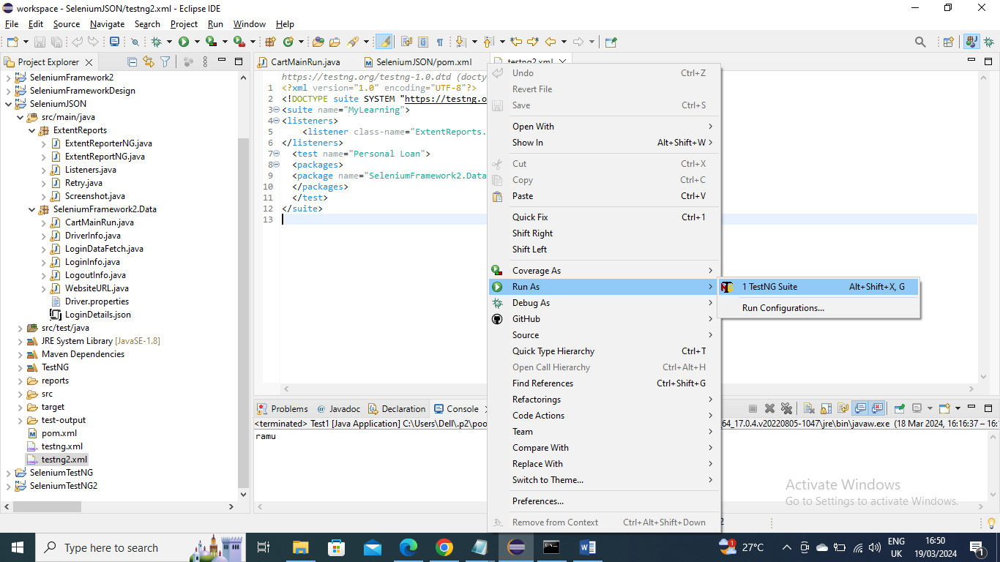 workspace - SeleniumJSON/testng2.xml - Eclipse IDE
File Edit Source Navigate Search Project Run Window Help
Project Explorer
SeleniumFramework2
SeleniumFrameworkDesign
SeleniumJSON
src/main/java
ExtentReports
ExtentReporterNG.java
ExtentReportNG.java
Listeners.java
Retry.java
Screenshot.java
SeleniumFramework2.Data
CartMainRun.java
DriverInfo.java
LoginDataFetch.java
LoginInfo.java
LogoutInfo.java
WebsiteURL.java
Driver.properties
LoginDetails.json
src/test/java
JRE System Library [JavaSE-1.8]
Maven Dependencies
TestNG
reports
src
target
test-output
pom.xml
testng.xml
testng2.xml
SeleniumTestNG
SeleniumTestNG2
CartMainRun.java SeleniumJSON/pom.xml testng2.xml
https://testng.org/testng-1.0.dtd (docty
1 <?xml version="1.0" encoding="UTF-8"?>
2 <!DOCTYPE suite SYSTEM "https://testng.o
3 <suite name="MyLearning">
4 <listeners>
5 <listener class-name="ExtentReports.
6 </listeners>
7 <test name="Personal Loan">
8 <packages>
9 <package name="SeleniumFramework2.Data
10 </packages>
11 </test>
12 </suite>
13
Undo Ctrl+Z
Revert File
Save Ctrl+S
Open With
Show In Alt+Shift+W
Cut Ctrl+X
Copy Ctrl+C
Paste Ctrl+V
Quick Fix Ctrl+1
Shift Right
Shift Left
Coverage As
Run As
Debug As
GitHub
Source
Quick Type Hierarchy Ctrl+T
Open Call Hierarchy Ctrl+Alt+H
Find References Ctrl+Shift+G
Refactorings
Code Actions
Team
Compare With
Replace With
Switch to Theme...
Preferences...
Remove from Context Ctrl+Alt+Shift+Down
1 TestNG Suite Alt+Shift+X, G
Run Configurations...
Problems Javadoc Declaration Console
<terminated> Test1 [Java Application] C:\Users\Dell\.p2\poo
64_17.0.4.v20220805-1047\jre\bin\javaw.exe (18 Mar 2024, 16:16:37 – 16:
ramu
Activate Windows
Go to Settings to activate Windows.
2
Type here to search
27°C
ENG
UK
16:50
19/03/2024
1
1